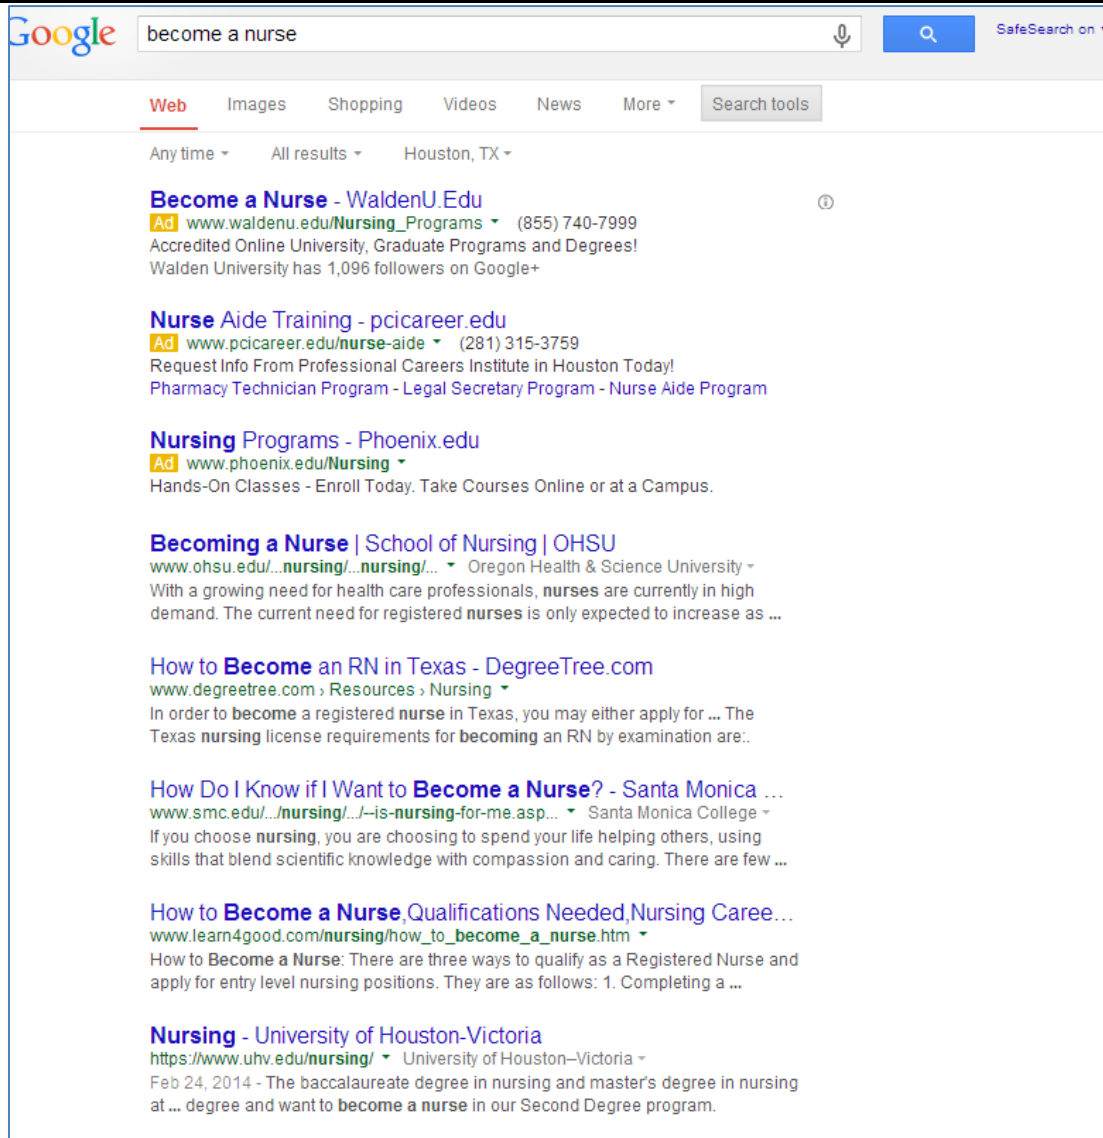 Google become a nurse SafeSearch on
Web Images Shopping Videos News More Search tools
Any time All results Houston, TX
Become a Nurse - WaldenU.Edu
Ad www.waldenu.edu/Nursing_Programs (855) 740-7999
Accredited Online University, Graduate Programs and Degrees!
Walden University has 1,096 followers on Google+
Nurse Aide Training - pcicareer.edu
Ad www.pcicareer.edu/nurse-aide (281) 315-3759
Request Info From Professional Careers Institute in Houston Today!
Pharmacy Technician Program - Legal Secretary Program - Nurse Aide Program
Nursing Programs - Phoenix.edu
Ad www.phoenix.edu/Nursing
Hands-On Classes - Enroll Today. Take Courses Online or at a Campus.
Becoming a Nurse | School of Nursing | OHSU
www.ohsu.edu/...nursing/...nursing/... Oregon Health & Science University
With a growing need for health care professionals, nurses are currently in high
demand. The current need for registered nurses is only expected to increase as ...
How to Become an RN in Texas - DegreeTree.com
www.degreetree.com › Resources › Nursing
In order to become a registered nurse in Texas, you may either apply for ... The
Texas nursing license requirements for becoming an RN by examination are:.
How Do I Know if I Want to Become a Nurse? - Santa Monica ...
www.smc.edu/.../nursing/.../--is-nursing-for-me.asp... Santa Monica College
If you choose nursing, you are choosing to spend your life helping others, using
skills that blend scientific knowledge with compassion and caring. There are few ...
How to Become a Nurse,Qualifications Needed,Nursing Caree...
www.learn4good.com/nursing/how_to_become_a_nurse.htm
How to Become a Nurse: There are three ways to qualify as a Registered Nurse and
apply for entry level nursing positions. They are as follows: 1. Completing a ...
Nursing - University of Houston-Victoria
https://www.uhv.edu/nursing/ University of Houston–Victoria
Feb 24, 2014 - The baccalaureate degree in nursing and master's degree in nursing
at ... degree and want to become a nurse in our Second Degree program.